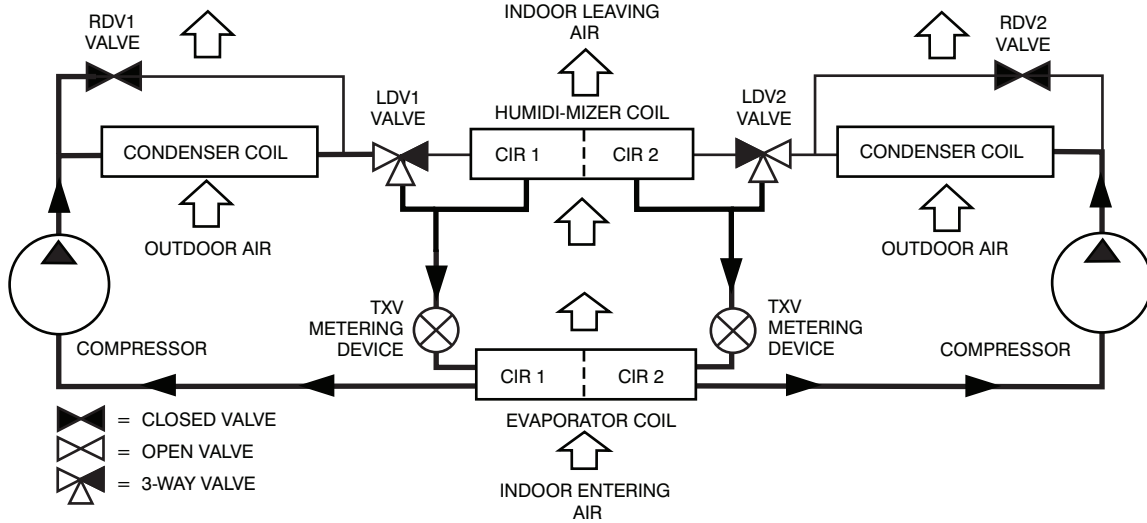 INDOOR LEAVING
AIR
RDV1
VALVE
RDV2
VALVE
LDV1
VALVE
HUMIDI-MIZER COIL
LDV2
VALVE
CONDENSER COIL
CIR 1
CIR 2
CONDENSER COIL
OUTDOOR AIR
OUTDOOR AIR
TXV
METERING
DEVICE
TXV
METERING
DEVICE
COMPRESSOR
COMPRESSOR
CIR 1
CIR 2
EVAPORATOR COIL
= CLOSED VALVE
= OPEN VALVE
= 3-WAY VALVE
INDOOR ENTERING
AIR